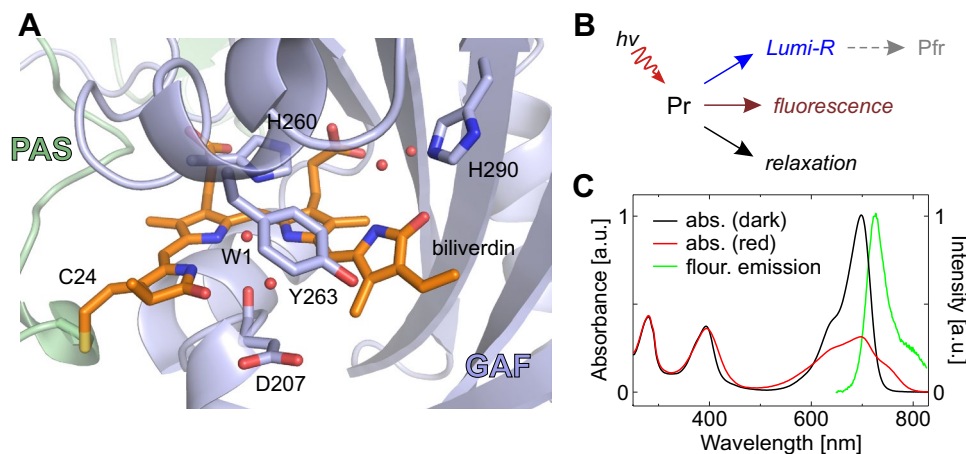 A
PAS
H260
H290
W1
biliverdin
C24
Y263
D207
GAF
B
hν
Lumi-R
Pfr
Pr
fluorescence
relaxation
C
abs. (dark)
abs. (red)
flour. emission
Absorbance [a.u.]
1
0
Intensity [a.u.]
1
0
400
600
800
Wavelength [nm]